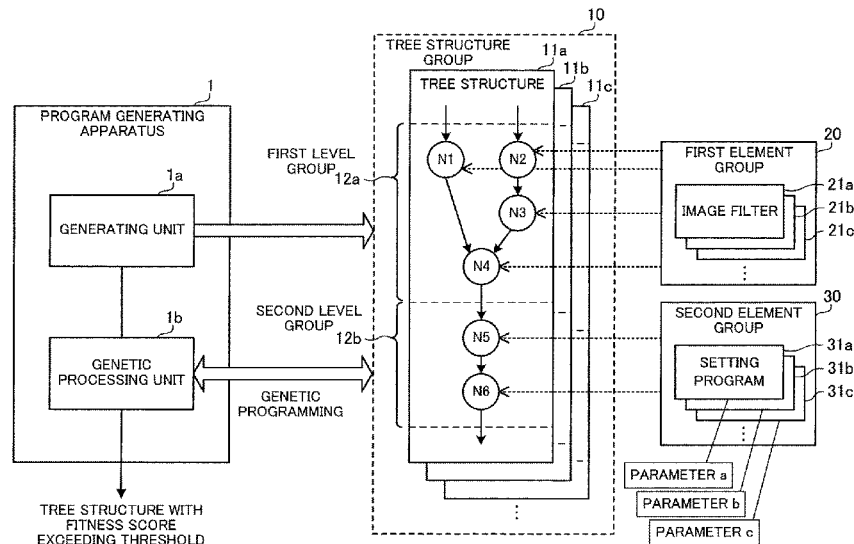 10
TREE STRUCTURE
GROUP
11a
11b
11c
TREE STRUCTURE
1
PROGRAM GENERATING
APPARATUS
1a
GENERATING UNIT
1b
GENETIC
PROCESSING UNIT
GENETIC
PROGRAMMING
TREE STRUCTURE WITH
FITNESS SCORE
EXCEEDING THRESHOLD
FIRST LEVEL
GROUP
12a
SECOND LEVEL
GROUP
12b
N1
N2
N3
N4
N5
N6
⋮
20
FIRST ELEMENT
GROUP
21a
IMAGE FILTER
21b
21c
⋮
30
SECOND ELEMENT
GROUP
31a
SETTING
PROGRAM
31b
31c
⋮
PARAMETER a
PARAMETER b
PARAMETER c